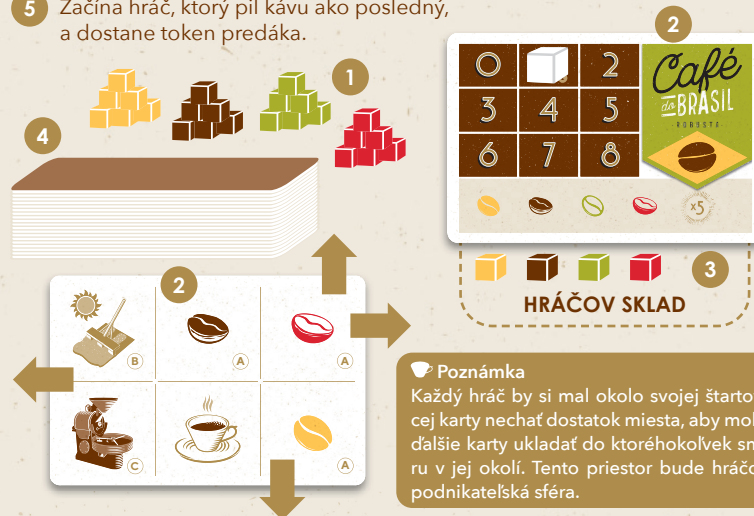 5 Začína hráč, ktorý pil kávu ako posledný,
a dostane token predáka.
1
2
4
0 2
3 4 5
6 7 8
Café
do BRASIL
ROBUSTA
x5
3
HRÁČOV SKLAD
2
B A A
C A
Poznámka
Každý hráč by si mal okolo svojej štarto
cej karty nechať dostatok miesta, aby mol
ďalšie karty ukladať do ktoréhokoľvek sm
ru v jej okolí. Tento priestor bude hráčo
podnikateľská sféra.